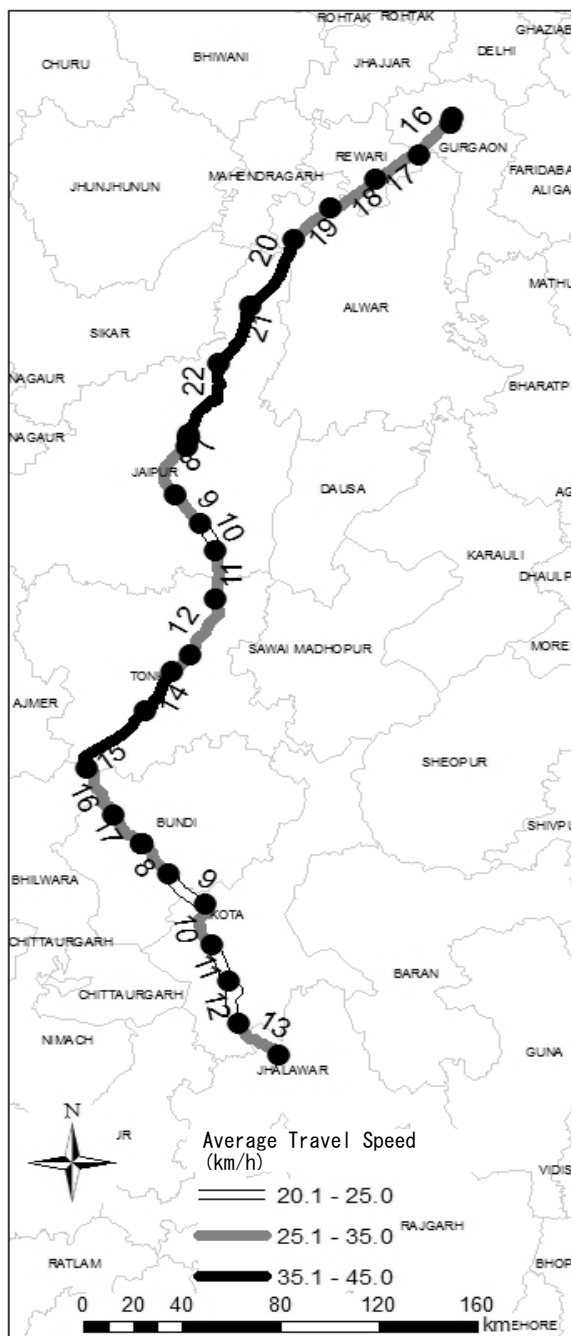 ROHTAK ROHTAK
GHAZIAB
BHIWANI
DELHI
CHURU
JHAJJAR
16
GURGAON
REWARI
17
MAHENDRAGARH
FARIDABA
ALIGA
JHUNJHUNUN
18
19
20
MATHU
ALWAR
21
SIKAR
22
NAGAUR
BHARATPU
NAGAUR
7
8
JAIPUR
DAUSA
AG
9
10
KARAULI
11
DHAULP
12
SAWAI MADHOPUR
MORE
TONK
14
AJMER
15
SHEOPUR
16
17
BUNDI
SHIVPU
8
BHILWARA
9
KOTA
10
CHITTAURGARH
11
BARAN
CHITTAURGARH
12
13
NIMACH
GUNA
JHALAWAR
N
JR
Average Travel Speed
(km/h)
VIDIS
20.1 - 25.0
25.1 - 35.0
RAJGARH
RATLAM
35.1 - 45.0
BHOP
0 20 40 80 120 160
km
EHORE